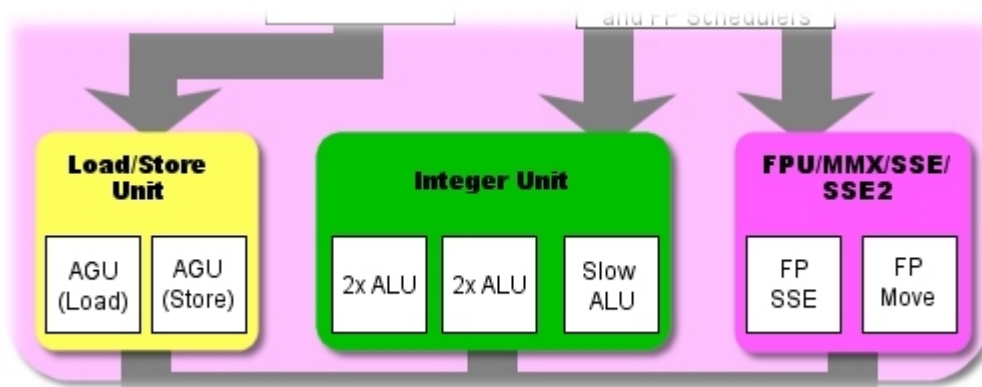 and FP Schedulers
Load/Store
Unit
Integer Unit
FPU/MMX/SSE/
SSE2
AGU
(Load)
AGU
(Store)
2x ALU
2x ALU
Slow
ALU
FP
SSE
FP
Move